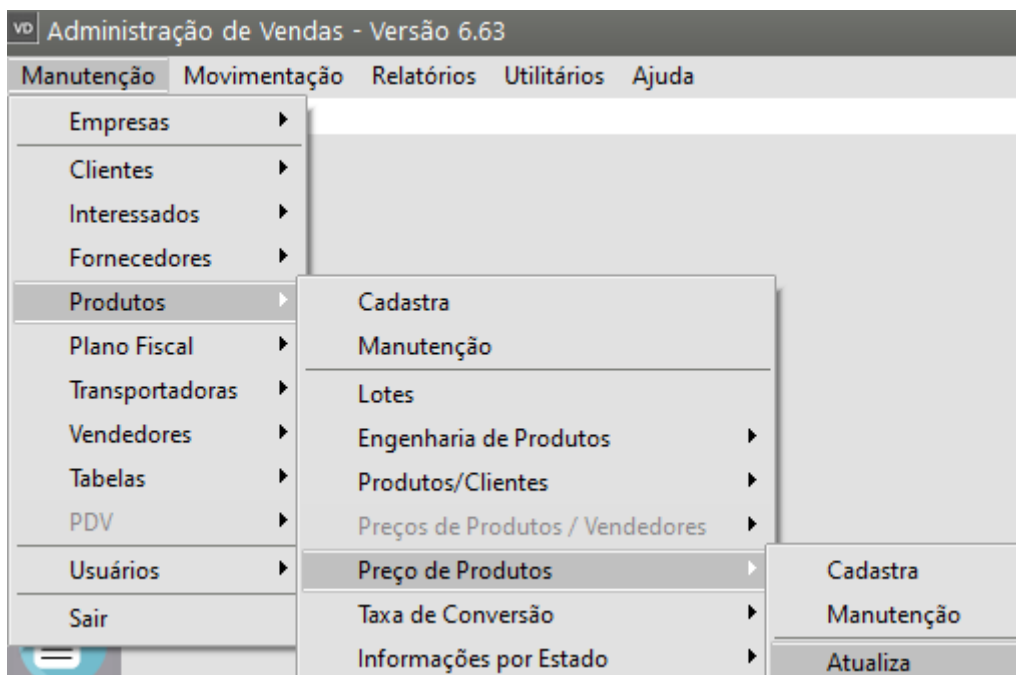 VD Administração de Vendas - Versão 6.63
Manutenção Movimentação Relatórios Utilitários Ajuda
Empresas
Clientes
Interessados
Fornecedores
Produtos
Plano Fiscal
Transportadoras
Vendedores
Tabelas
PDV
Usuários
Sair
Cadastra
Manutenção
Lotes
Engenharia de Produtos
Produtos/Clientes
Preços de Produtos / Vendedores
Preço de Produtos
Taxa de Conversão
Informações por Estado
Cadastra
Manutenção
Atualiza